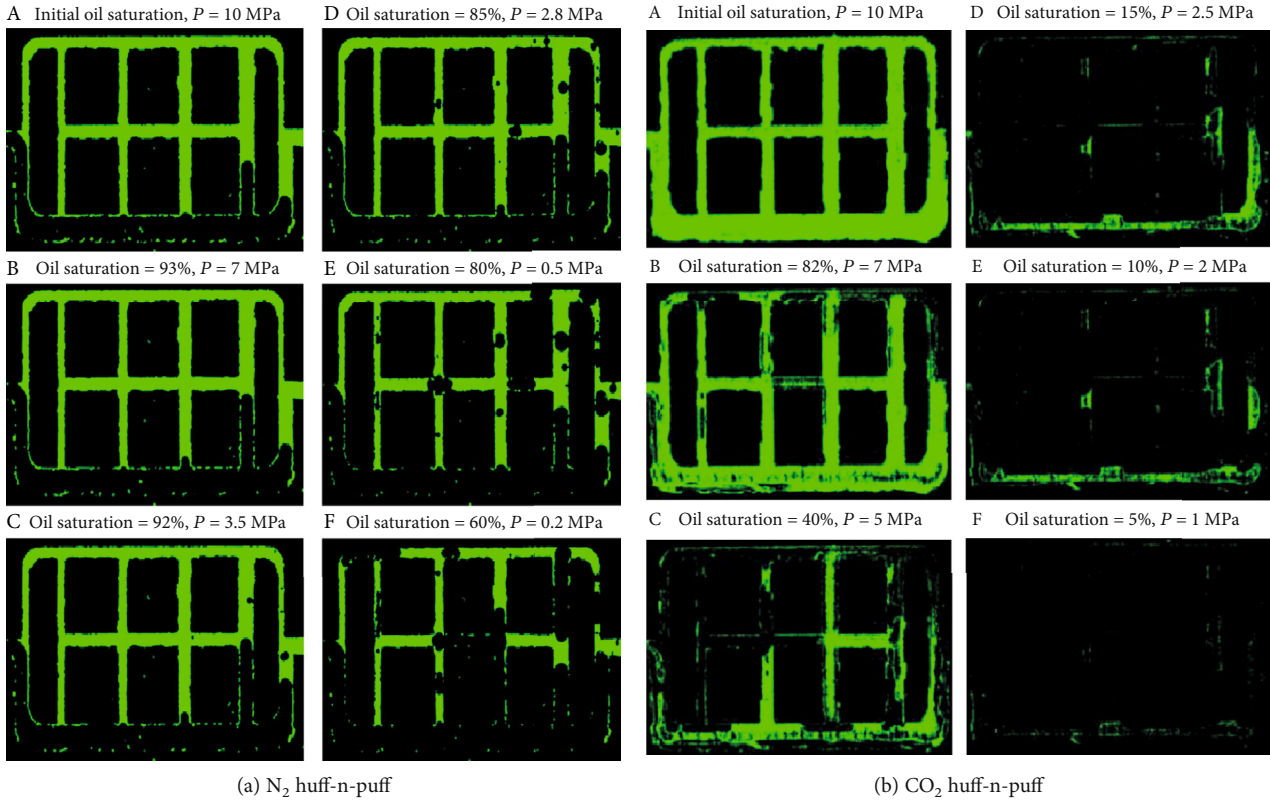 A Initial oil saturation, P = 10 MPa
D Oil saturation = 85%, P = 2.8 MPa
B Oil saturation = 93%, P = 7 MPa
E Oil saturation = 80%, P = 0.5 MPa
C Oil saturation = 92%, P = 3.5 MPa
F Oil saturation = 60%, P = 0.2 MPa
(a) N₂ huff-n-puff
A Initial oil saturation, P = 10 MPa
D Oil saturation = 15%, P = 2.5 MPa
B Oil saturation = 82%, P = 7 MPa
E Oil saturation = 10%, P = 2 MPa
C Oil saturation = 40%, P = 5 MPa
F Oil saturation = 5%, P = 1 MPa
(b) CO₂ huff-n-puff